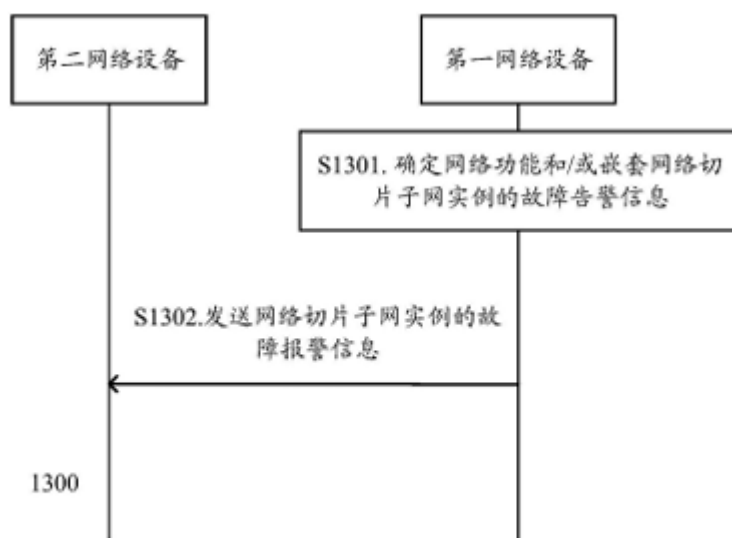 第二网络设备
第一网络设备
S1301. 确定网络功能和/或嵌套网络切
片子网实例的故障告警信息
S1302.发送网络切片子网实例的故
障报警信息
1300